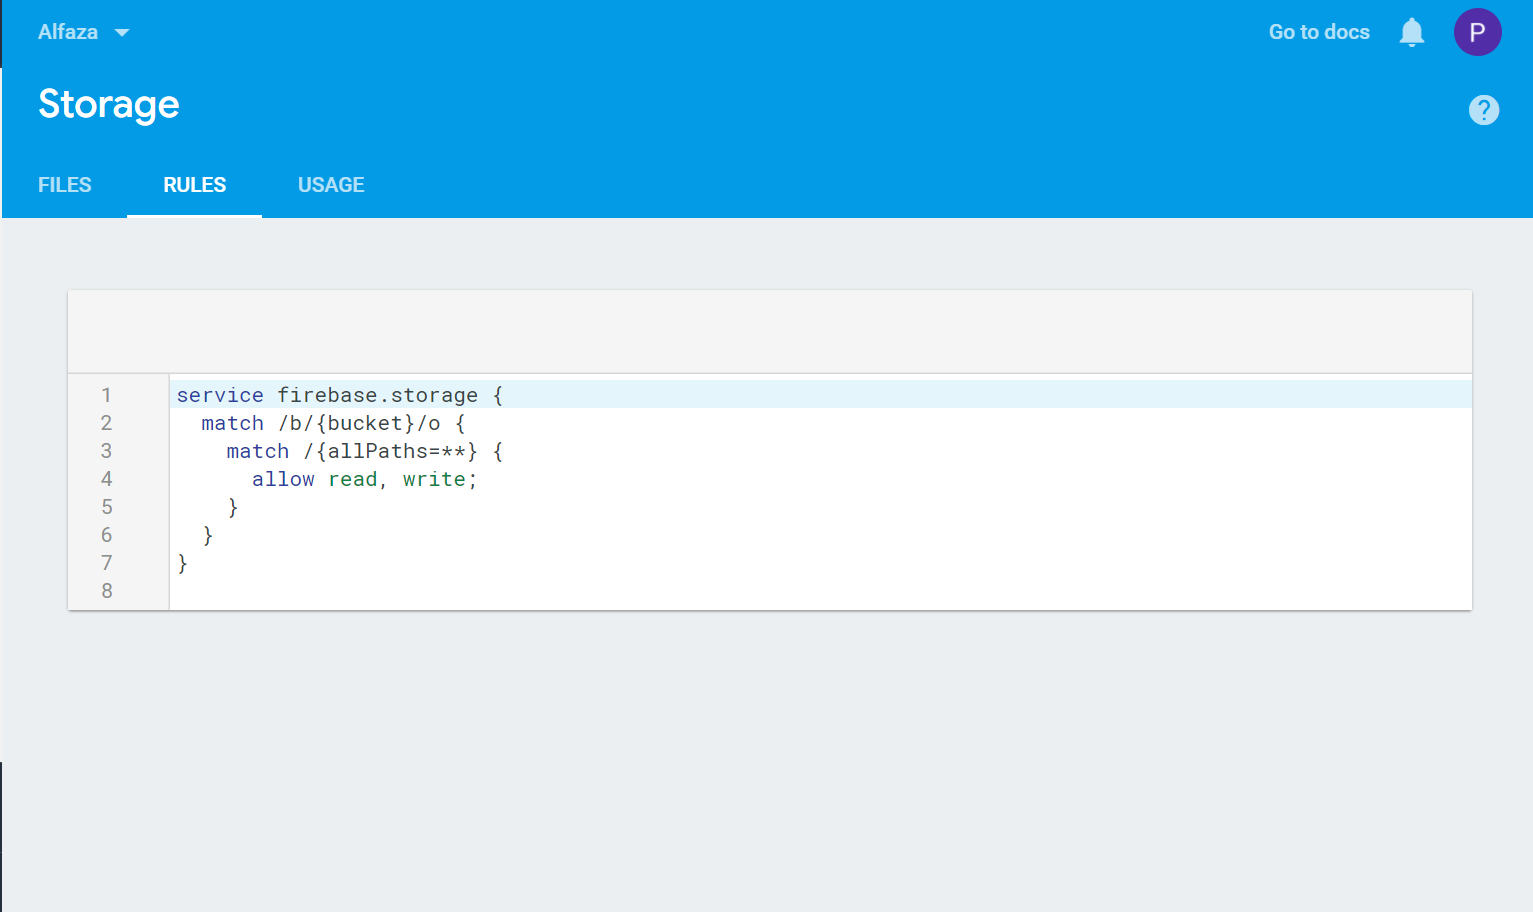 Alfaza
Go to docs
P
Storage
?
FILES RULES USAGE
1 service firebase.storage {
2   match /b/{bucket}/o {
3     match /{allPaths=**} {
4       allow read, write;
5     }
6   }
7 }
8